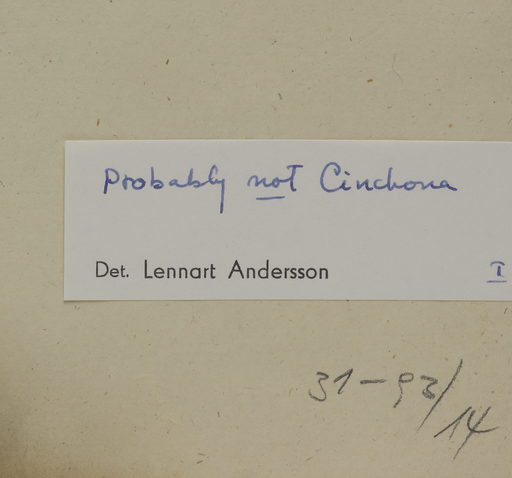 Probably not Cinchona
Det. Lennart Andersson I
31-93/14